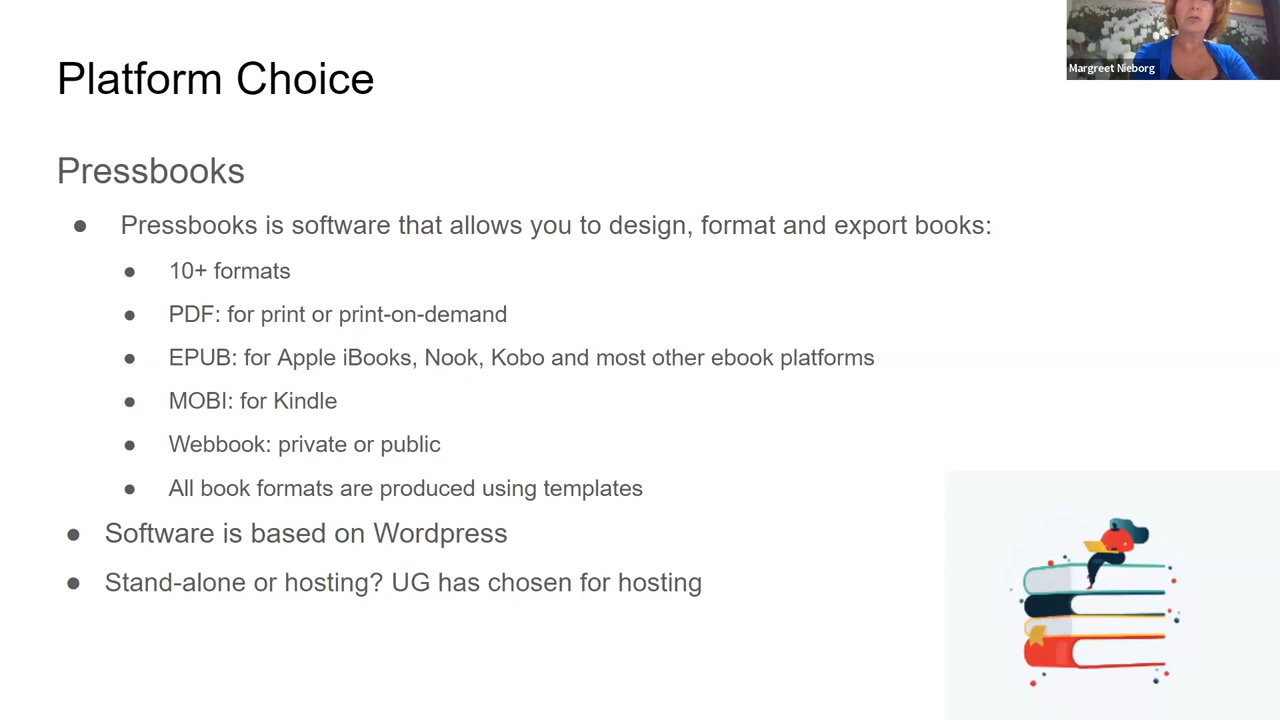 Platform Choice
Margreet Nieborg
Pressbooks
● Pressbooks is software that allows you to design, format and export books:
● 10+ formats
● PDF: for print or print-on-demand
● EPUB: for Apple iBooks, Nook, Kobo and most other ebook platforms
● MOBI: for Kindle
● Webbook: private or public
● All book formats are produced using templates
● Software is based on Wordpress
● Stand-alone or hosting? UG has chosen for hosting